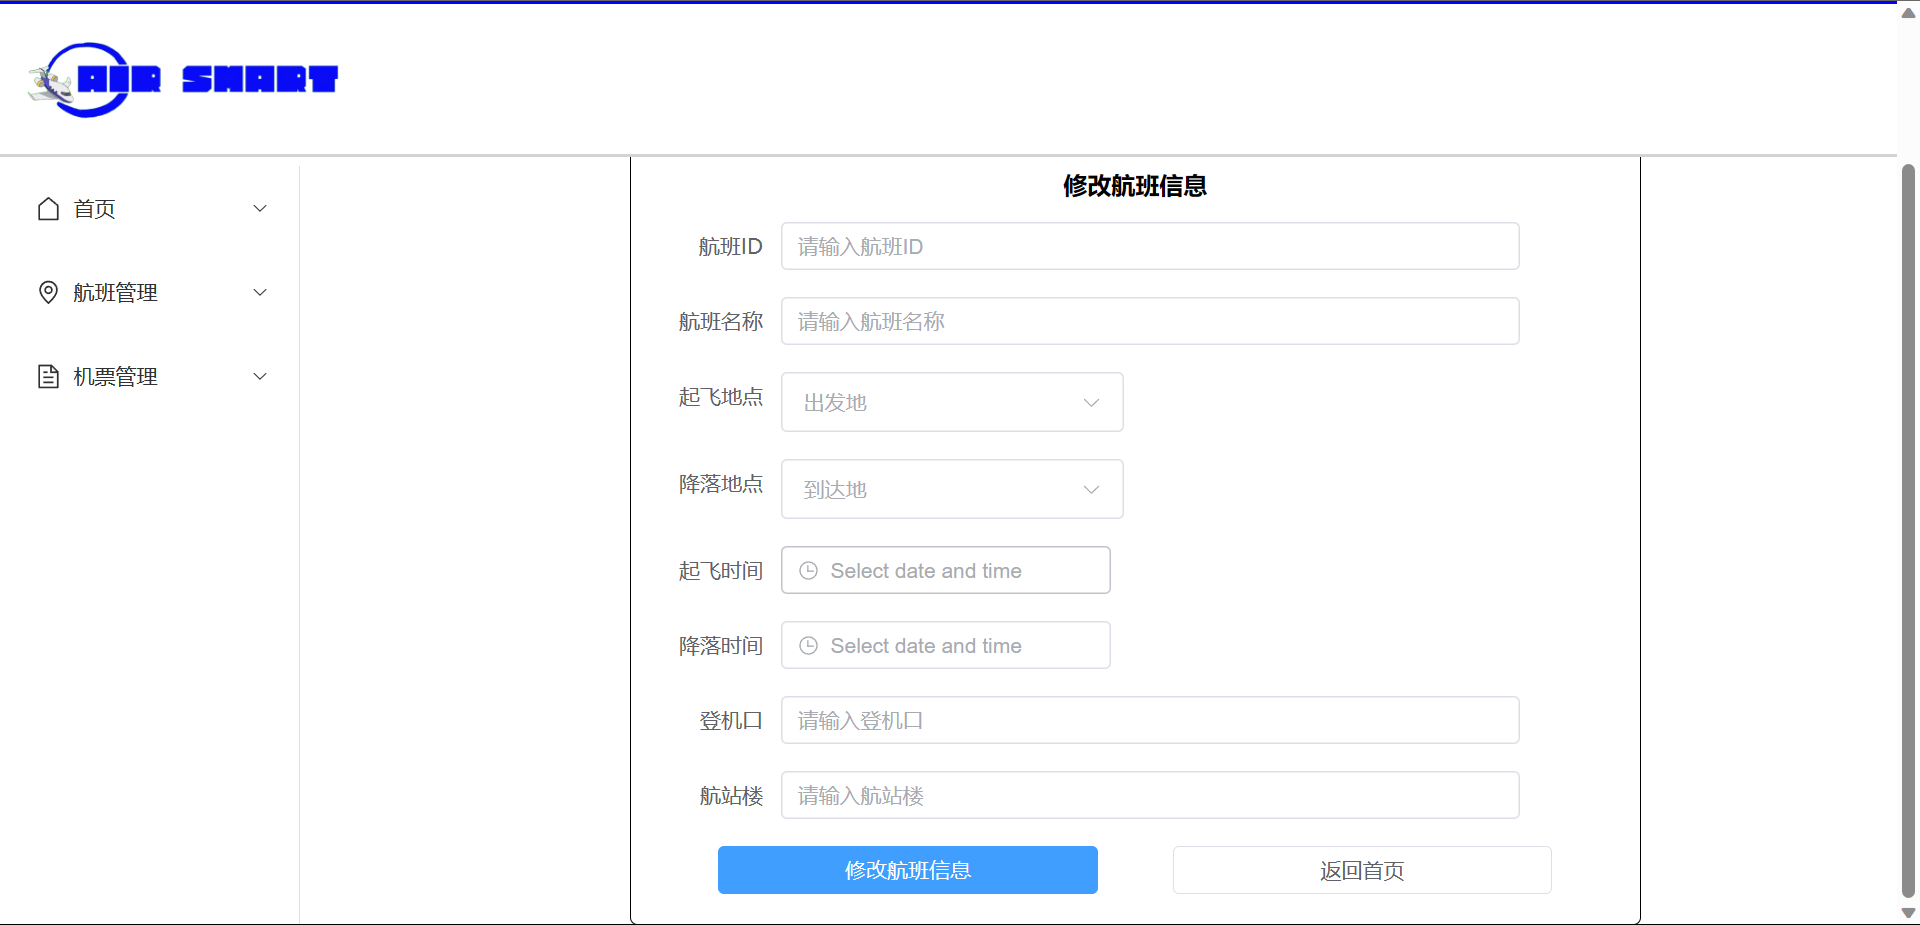 AIR SMART
首页
航班管理
机票管理
修改航班信息
航班ID
请输入航班ID
航班名称
请输入航班名称
起飞地点
出发地
降落地点
到达地
起飞时间
Select date and time
降落时间
Select date and time
登机口
请输入登机口
航站楼
请输入航站楼
修改航班信息
返回首页